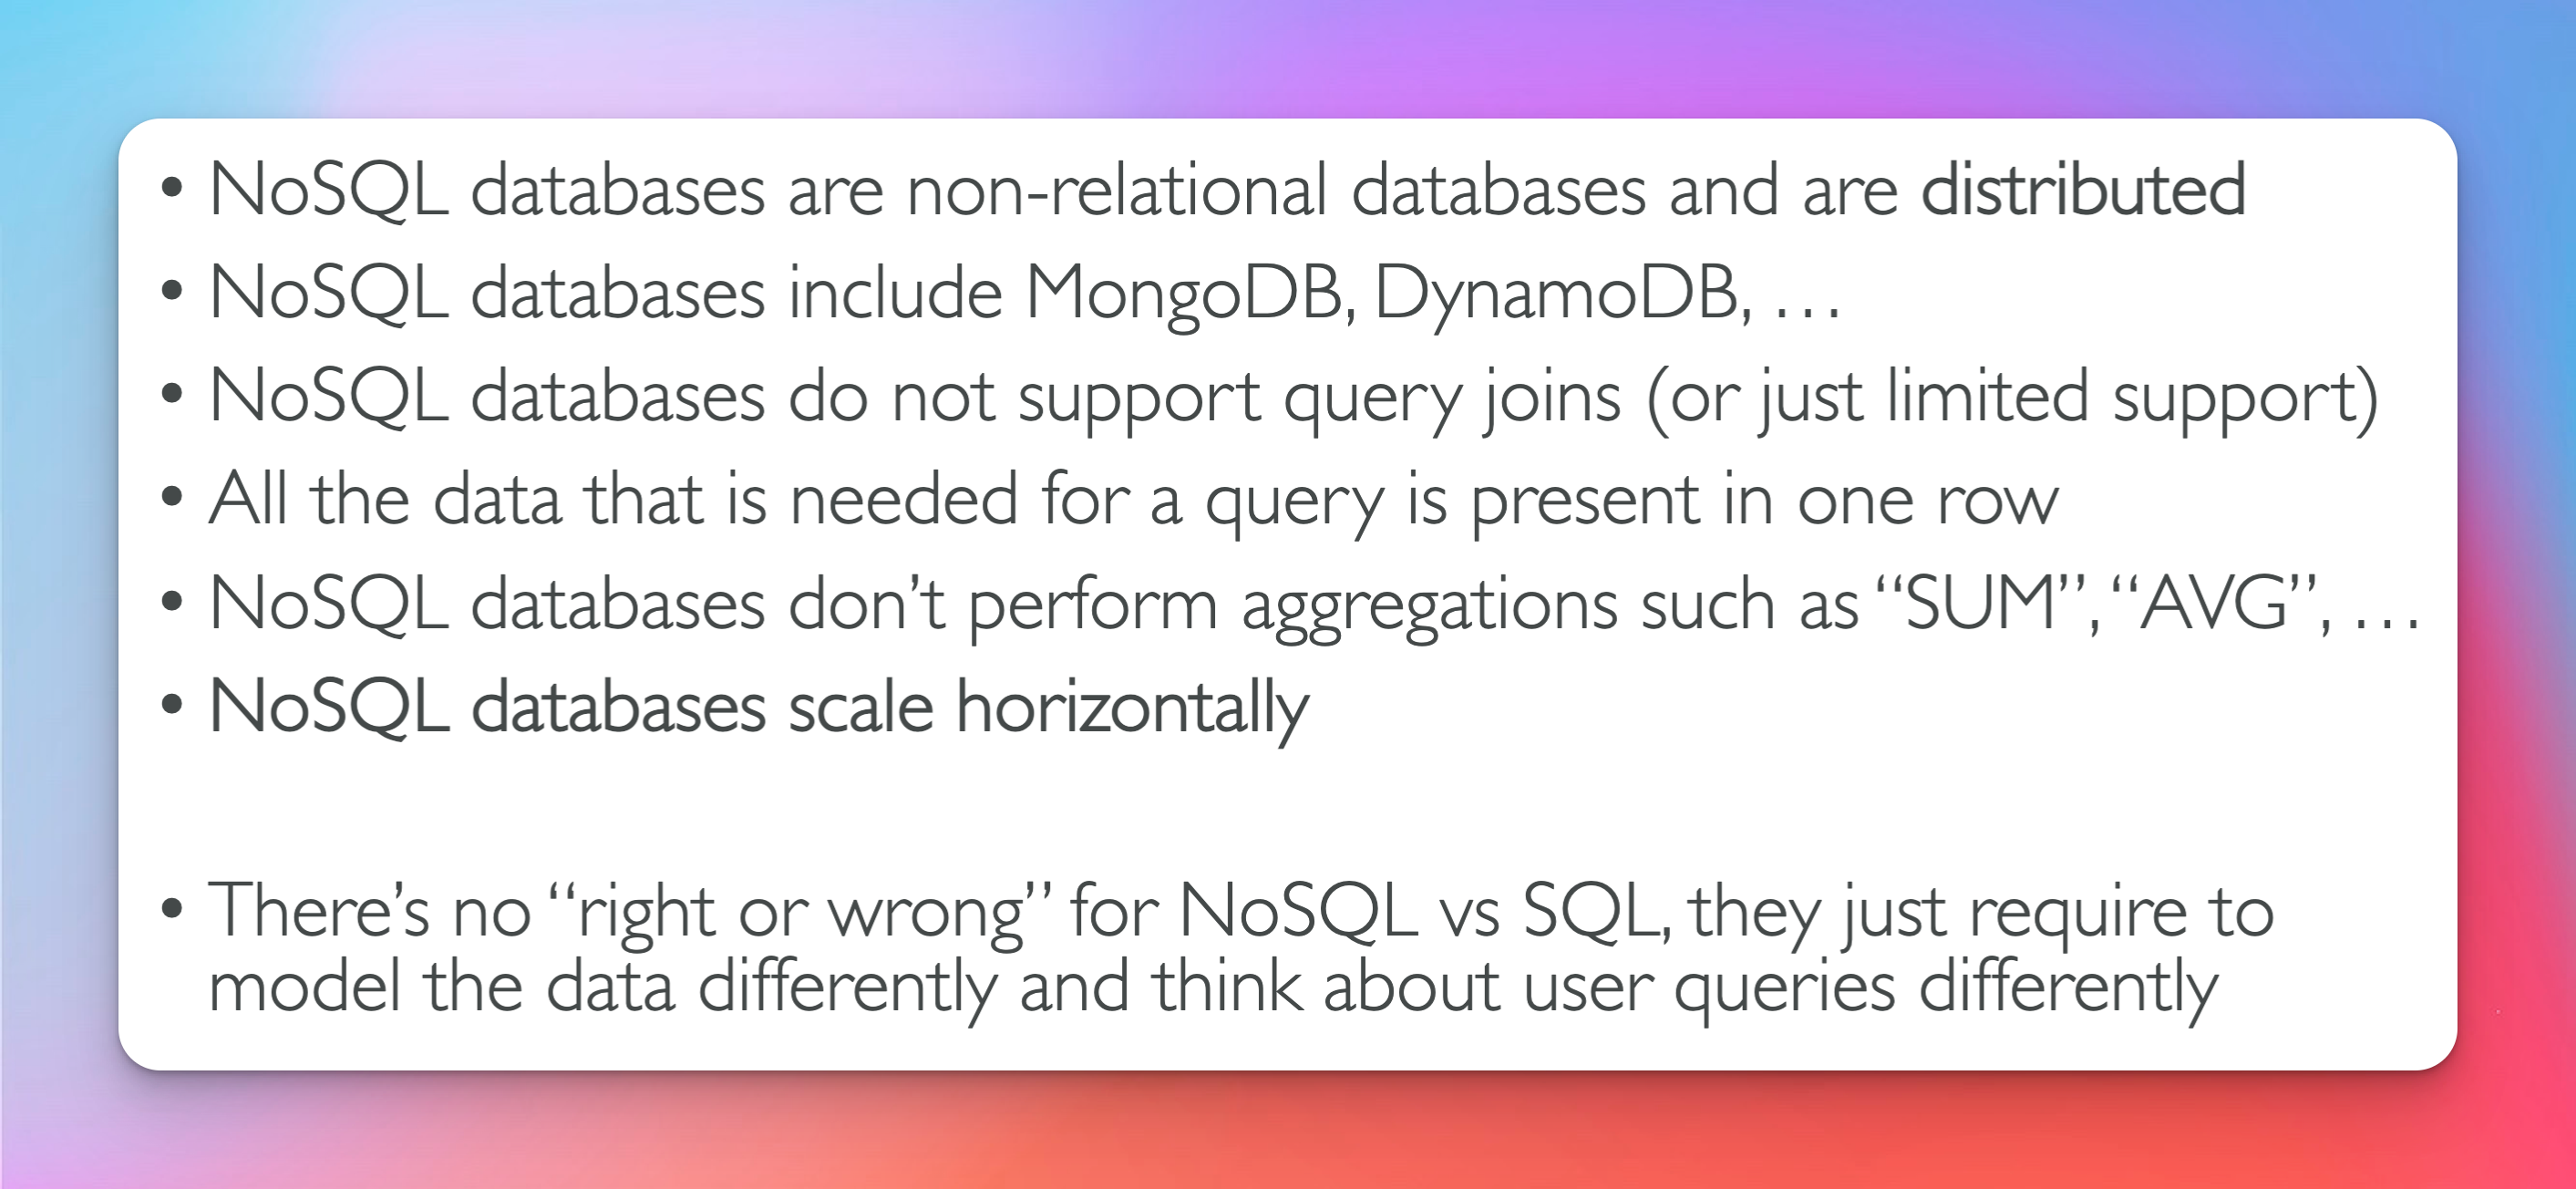 • NoSQL databases are non-relational databases and are distributed
• NoSQL databases include MongoDB, DynamoDB, …
• NoSQL databases do not support query joins (or just limited support)
• All the data that is needed for a query is present in one row
• NoSQL databases don’t perform aggregations such as “SUM”, “AVG”, …
• NoSQL databases scale horizontally
• There’s no “right or wrong” for NoSQL vs SQL, they just require to
model the data differently and think about user queries differently